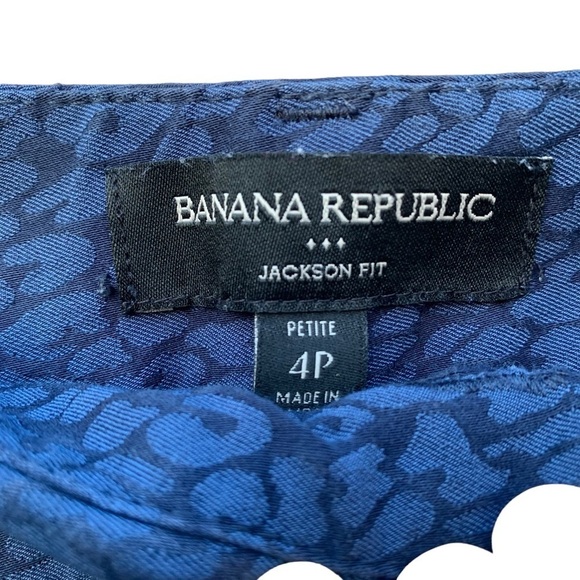 BANANA REPUBLIC
JACKSON FIT
PETITE
4P
MADE IN